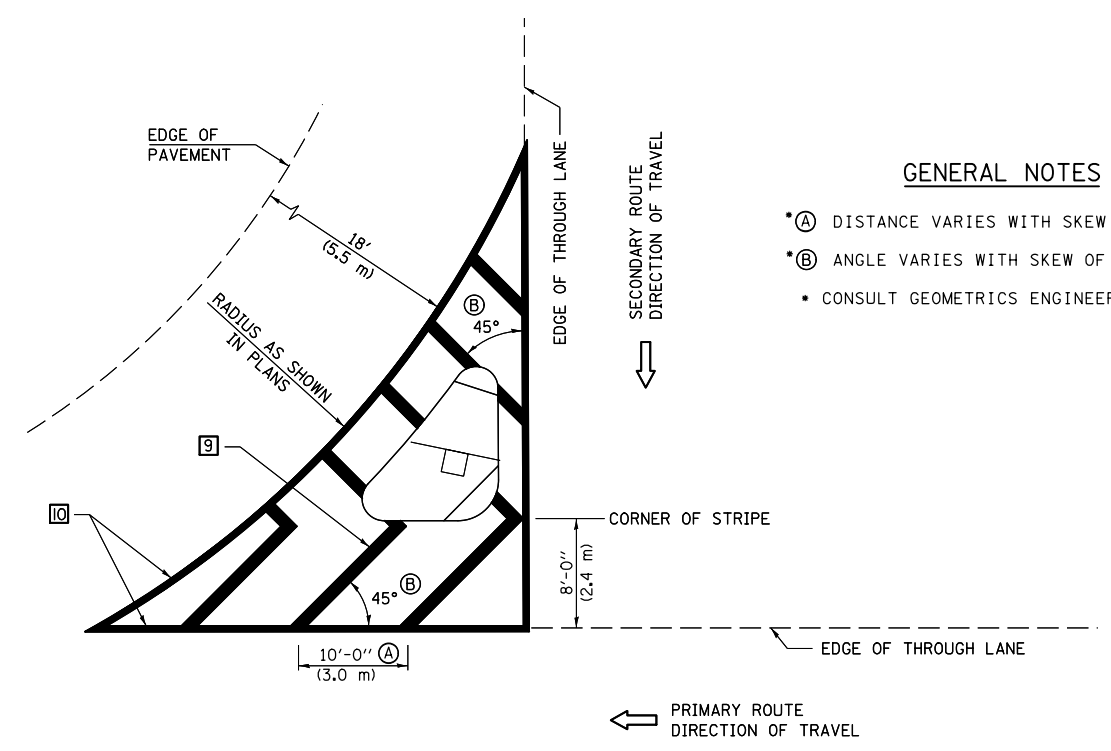 EDGE OF
PAVEMENT
18'
(5.5 m)
RADIUS AS SHOWN
IN PLANS
9
10
B
45°
45° B
10'-0" A
(3.0 m)
EDGE OF THROUGH LANE
SECONDARY ROUTE
DIRECTION OF TRAVEL
CORNER OF STRIPE
8'-0"
(2.4 m)
EDGE OF THROUGH LANE
PRIMARY ROUTE
DIRECTION OF TRAVEL
GENERAL NOTES
*A DISTANCE VARIES WITH SKEW
*B ANGLE VARIES WITH SKEW OF
* CONSULT GEOMETRICS ENGINEER